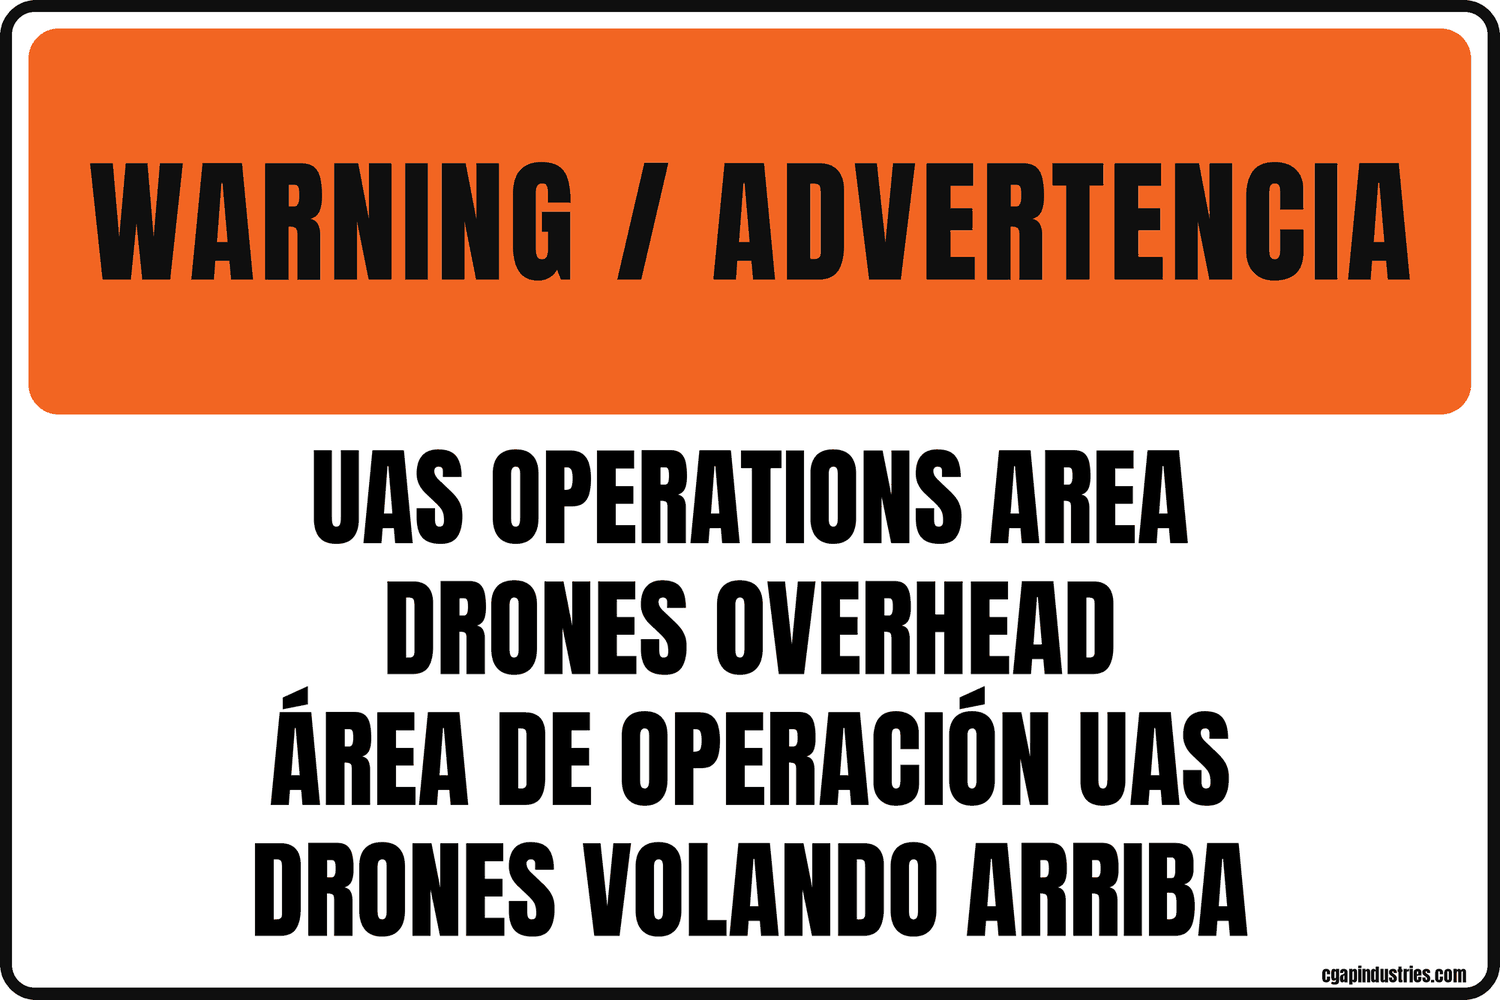 WARNING / ADVERTENCIA
UAS OPERATIONS AREA
DRONES OVERHEAD
ÁREA DE OPERACIÓN UAS
DRONES VOLANDO ARRIBA
cgapindustries.com